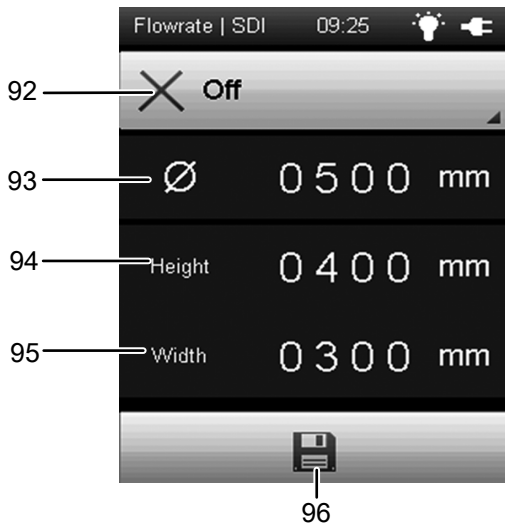 Flowrate | SDI 09:25
92 Off
93 Ø 0500 mm
94 Height 0400 mm
95 Width 0300 mm
96